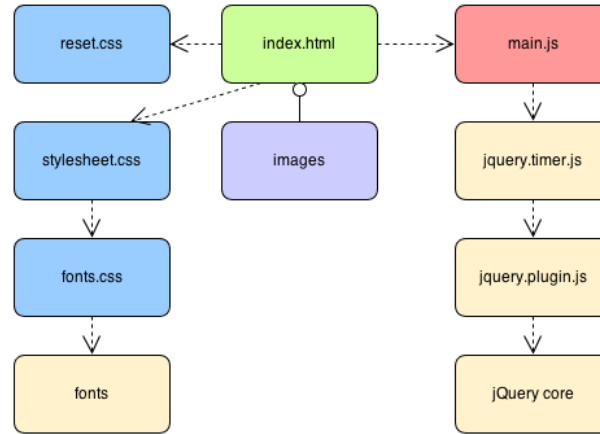 reset.css
index.html
main.js
stylesheet.css
images
jquery.timer.js
fonts.css
jquery.plugin.js
fonts
jQuery core